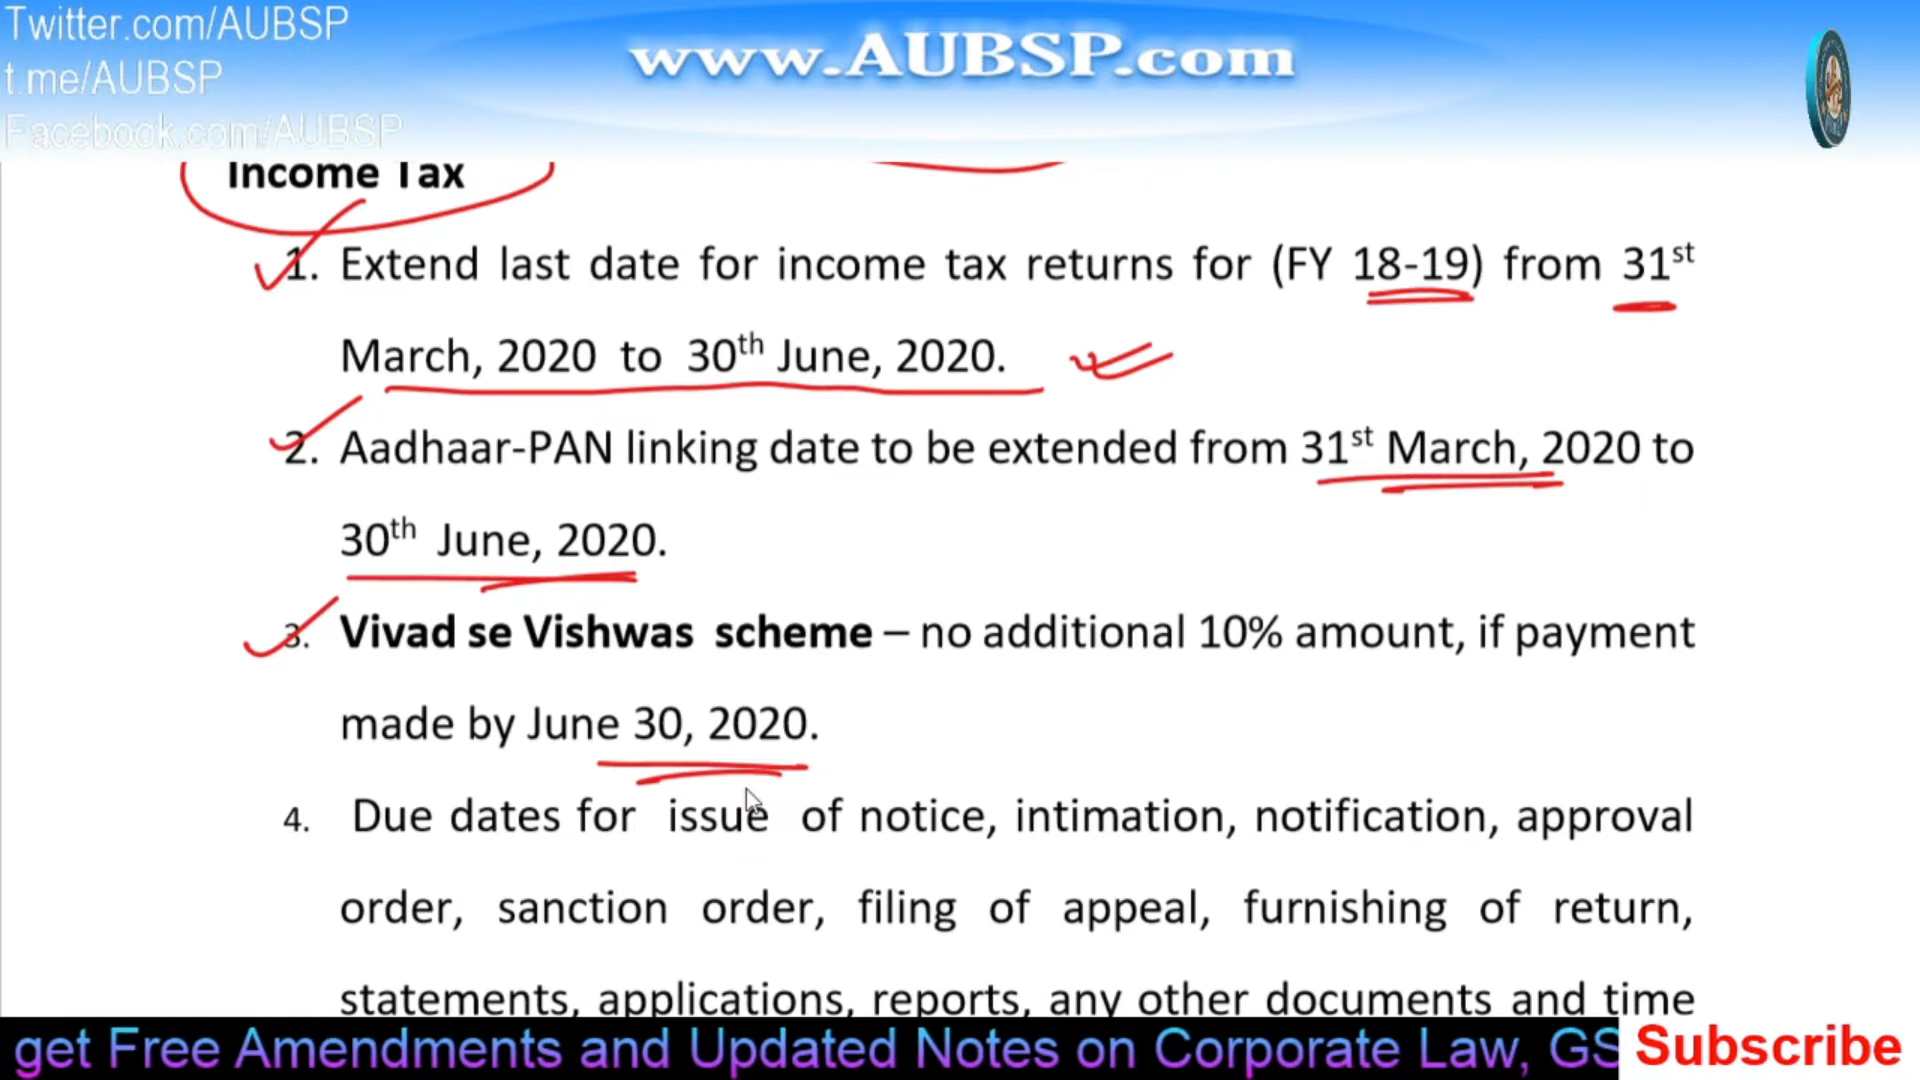 Twitter.com/AUBSP
t.me/AUBSP
Facebook.com/AUBSP
www.AUBSP.com
Income Tax
1. Extend last date for income tax returns for (FY 18-19) from 31st
March, 2020 to 30th June, 2020.
2. Aadhaar-PAN linking date to be extended from 31st March, 2020 to
30th June, 2020.
3. Vivad se Vishwas scheme – no additional 10% amount, if payment
made by June 30, 2020.
4. Due dates for issue of notice, intimation, notification, approval
order, sanction order, filing of appeal, furnishing of return,
statements, applications, reports, any other documents and time
get Free Amendments and Updated Notes on Corporate Law, GS
Subscribe